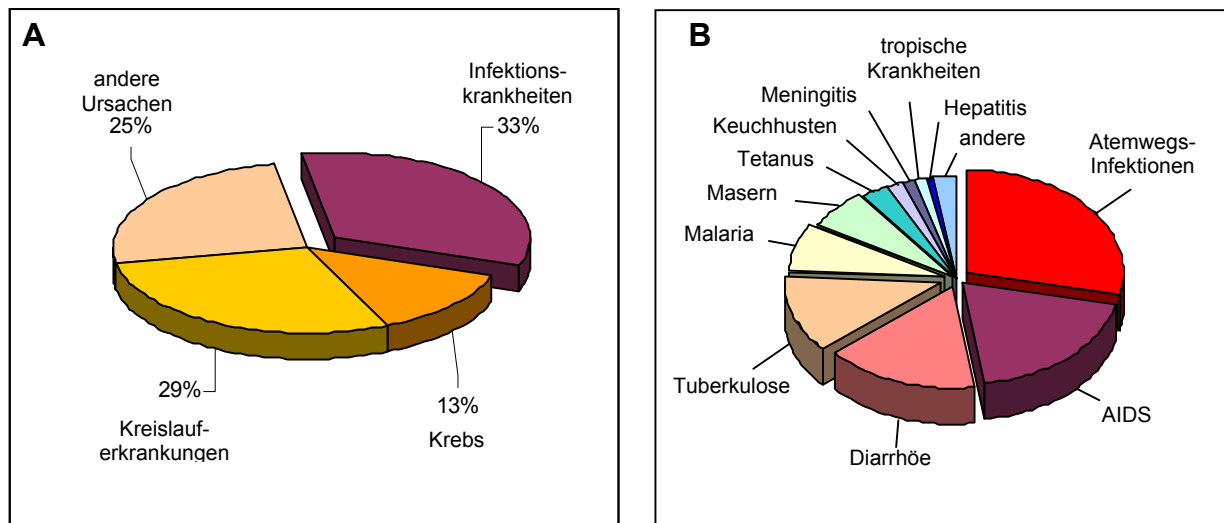 A
andere
Ursachen
25%
Infektions-
krankheiten
33%
29%
Kreislauf-
erkrankungen
13%
Krebs
B
tropische
Krankheiten
Meningitis
Hepatitis
Keuchhusten
andere
Tetanus
Atemwegs-
Infektionen
Masern
Malaria
Tuberkulose
AIDS
Diarrhöe